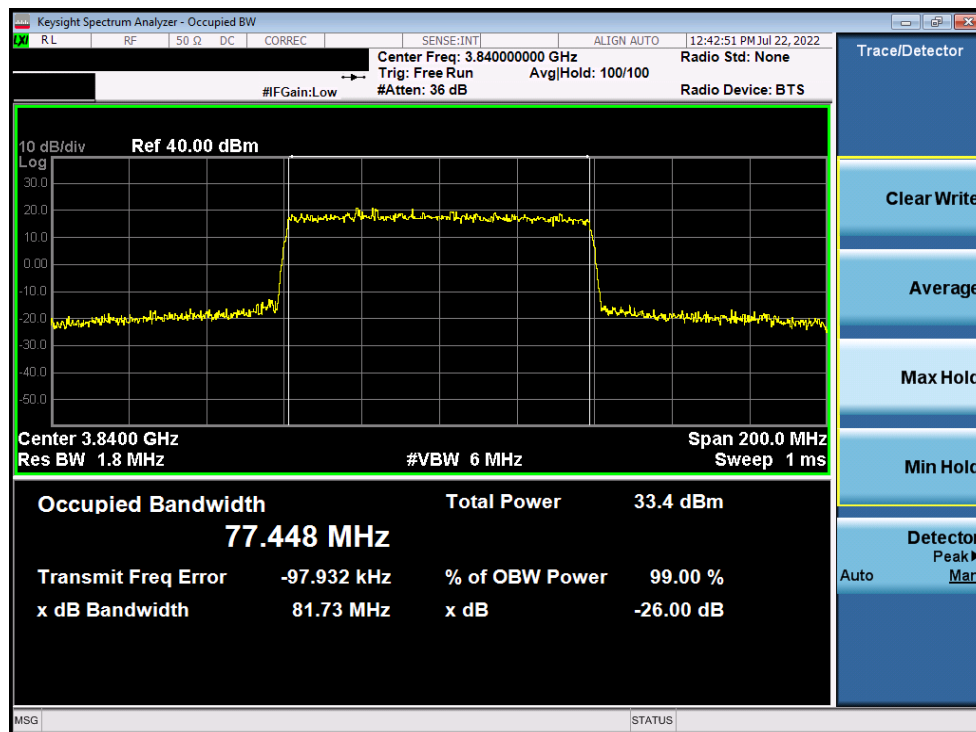 Keysight Spectrum Analyzer - Occupied BW
LXI RL RF 50 Ω DC CORREC SENSE:INT ALIGN AUTO 12:42:51 PM Jul 22, 2022
Center Freq: 3.840000000 GHz Radio Std: None
Trig: Free Run Avg|Hold: 100/100
#IFGain:Low #Atten: 36 dB Radio Device: BTS
10 dB/div Ref 40.00 dBm
Log
30.0
20.0
10.0
0.00
-10.0
-20.0
-30.0
-40.0
-50.0
Center 3.8400 GHz Span 200.0 MHz
Res BW 1.8 MHz #VBW 6 MHz Sweep 1 ms
Occupied Bandwidth Total Power 33.4 dBm
77.448 MHz
Transmit Freq Error -97.932 kHz % of OBW Power 99.00 %
x dB Bandwidth 81.73 MHz x dB -26.00 dB
MSG STATUS
Trace/Detector
Clear Write
Average
Max Hold
Min Hold
Detector
Peak
Auto Man